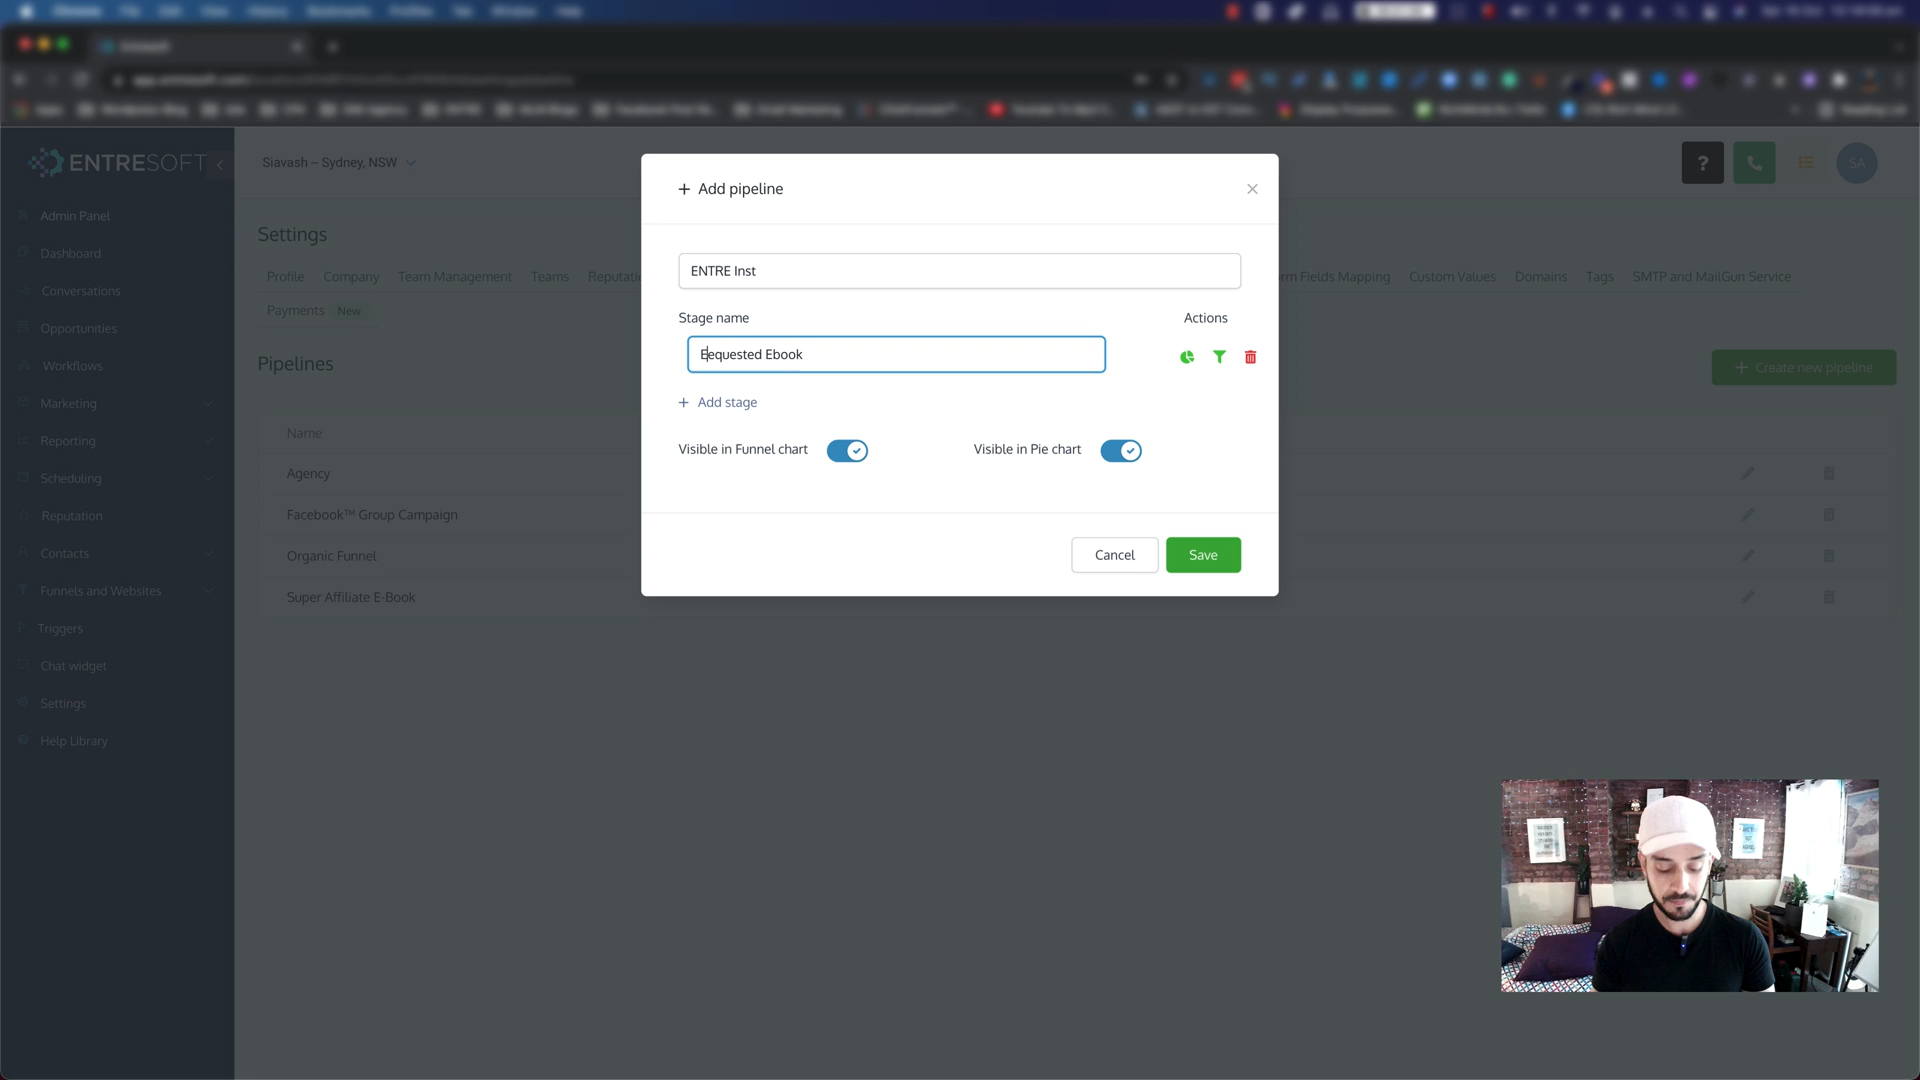 ENTRESOFT
Siavash – Sydney, NSW
?
SA
Admin Panel
Dashboard
Conversations
Opportunities
Workflows
Marketing
Reporting
Scheduling
Reputation
Contacts
Funnels and Websites
Triggers
Chat widget
Settings
Help Library
Settings
Profile Company Team Management Teams Fields Mapping Custom Values Domains Tags SMTP and MailGun Service
Payments New
Pipelines
+ Create new pipeline
Name
Agency
Facebook™ Group Campaign
Organic Funnel
Super Affiliate E-Book
+ Add pipeline
ENTRE Inst
Stage name Actions
Eequested Ebook
+ Add stage
Visible in Funnel chart Visible in Pie chart
Cancel Save